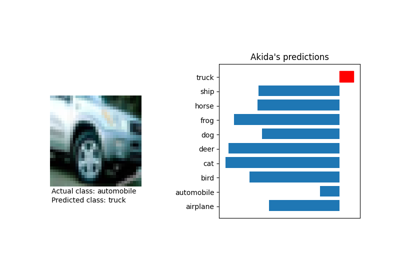 Akida's predictions
truck
ship
horse
frog
dog
deer
cat
bird
automobile
airplane
Actual class: automobile
Predicted class: truck